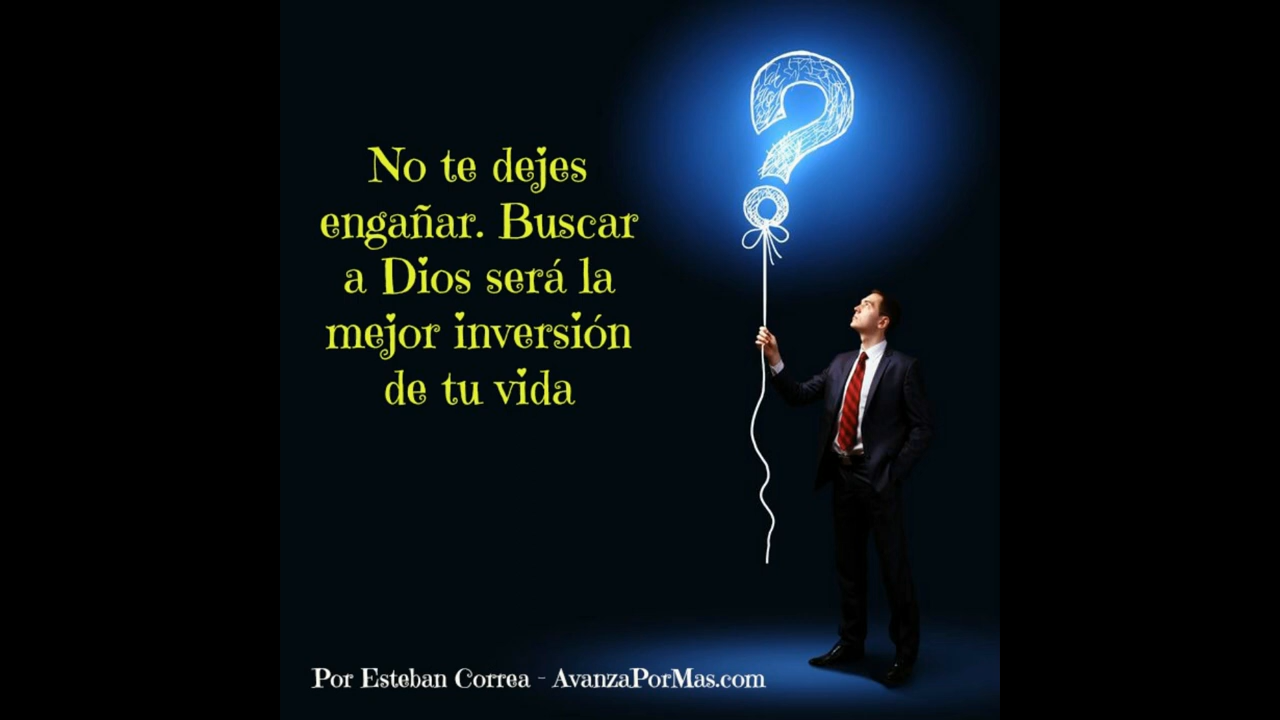 No te dejes
engañar. Buscar
a Dios será la
mejor inversión
de tu vida
Por Esteban Correa - AvanzaPorMas.com